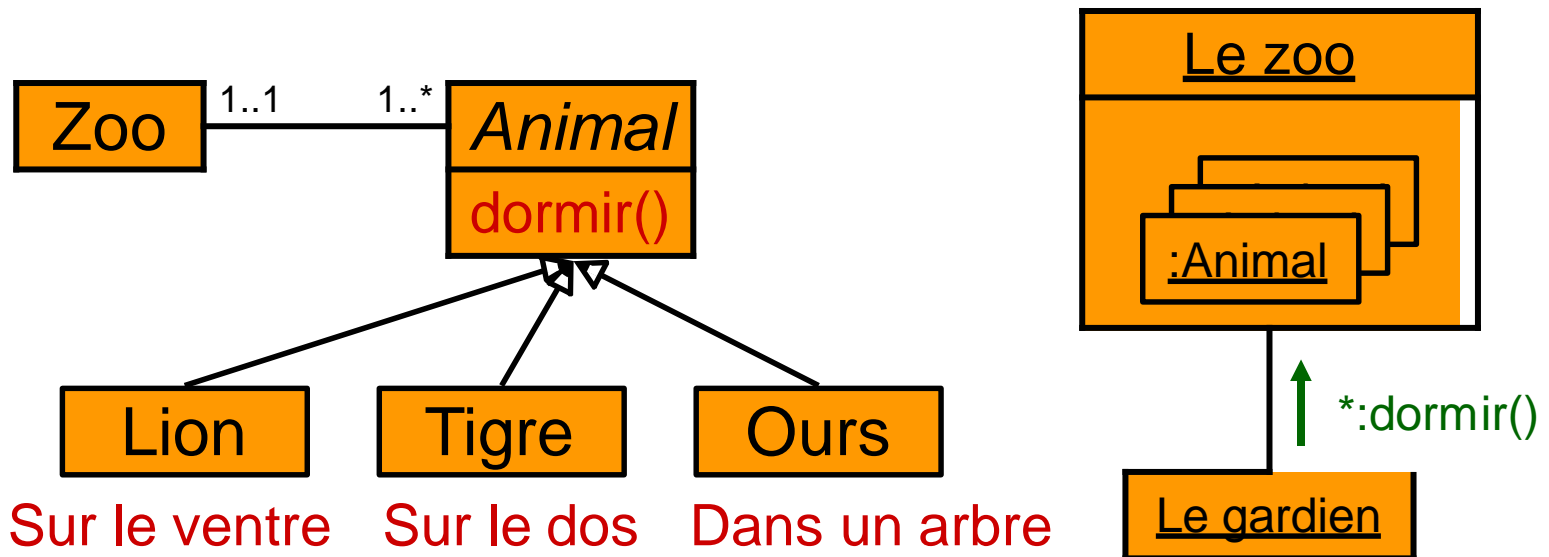 Zoo
1..1
1..*
Animal
dormir()
Lion
Tigre
Ours
Sur le ventre
Sur le dos
Dans un arbre
Le zoo
:Animal
*:dormir()
Le gardien